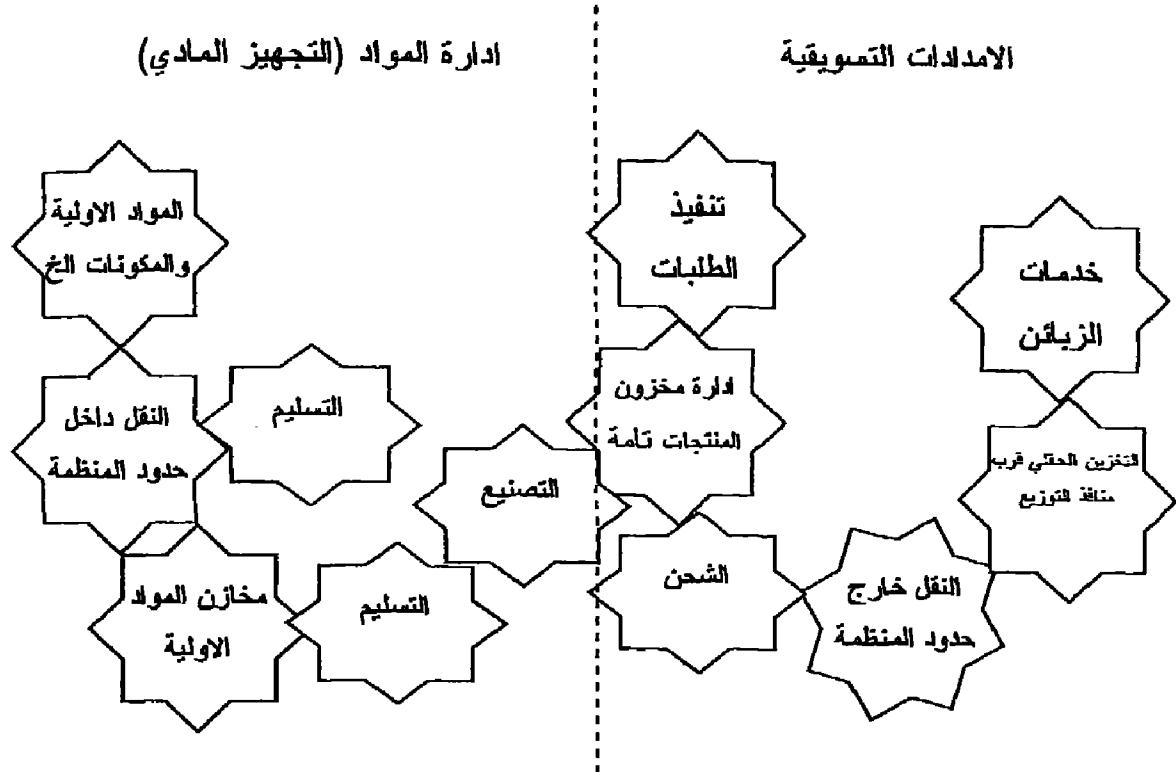 الامدادات التسويقية
ادارة المواد (التجهيز المادي)
تنفيذ
الطلبات
خدمات
الزبائن
ادارة مخزون
المنتجات تامة
التخزين الحقلي قرب
منافذ التوزيع
الشحن
النقل خارج
حدود المنظمة
المواد الاولية
والمكونات الخ
النقل داخل
حدود المنظمة
التسليم
التصنيع
مخازن المواد
الاولية
التسليم